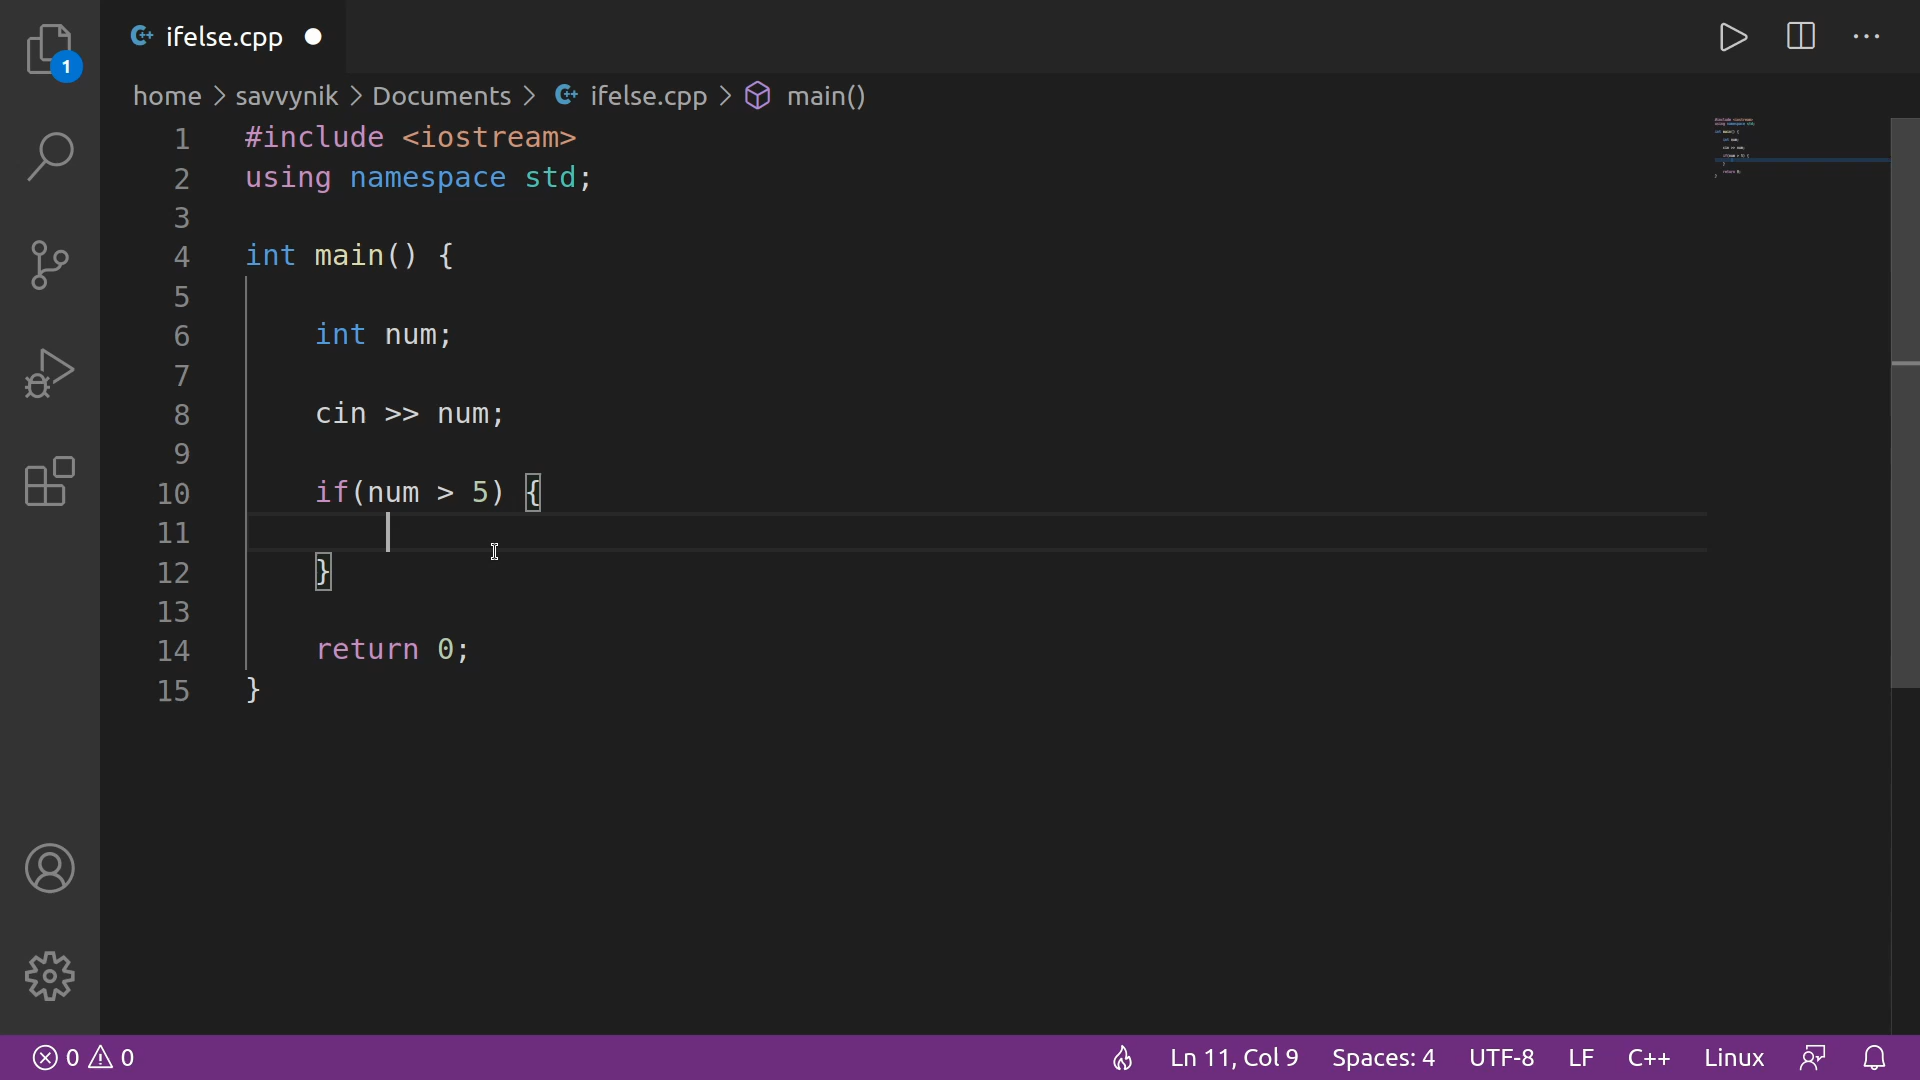 ifelse.cpp
1
home > savvynik > Documents > ifelse.cpp > main()
1 #include <iostream>
2 using namespace std;
3
4 int main() {
5
6     int num;
7
8     cin >> num;
9
10     if(num > 5) {
11
12     }
13
14     return 0;
15 }
0 0 Ln 11, Col 9 Spaces: 4 UTF-8 LF C++ Linux